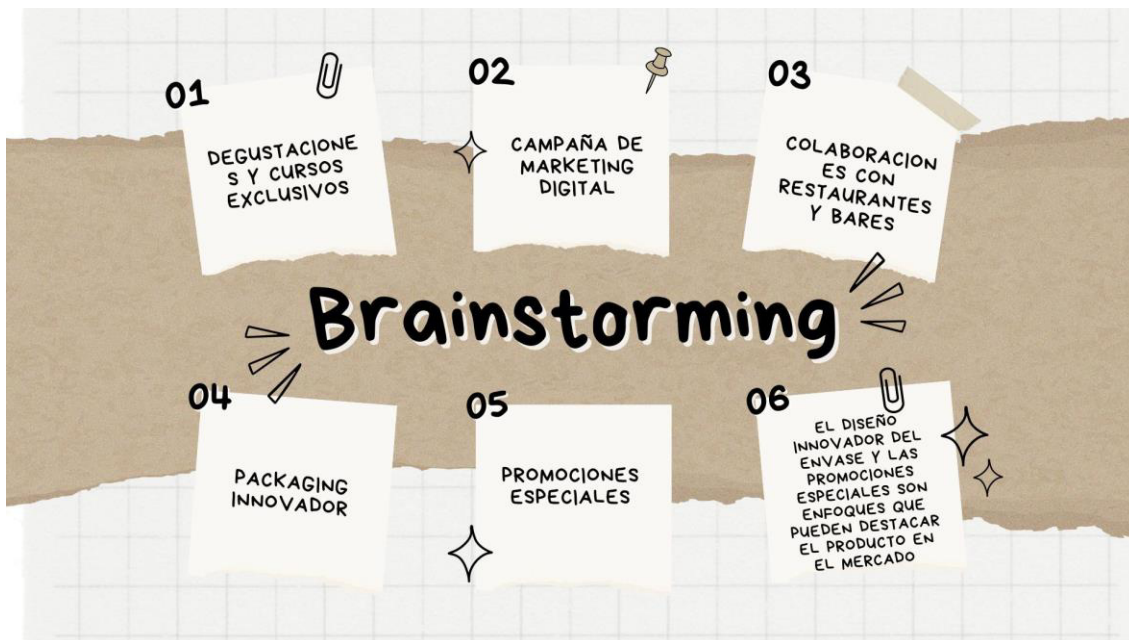 01
DEGUSTACIONE
S Y CURSOS
EXCLUSIVOS
02
CAMPAÑA DE
MARKETING
DIGITAL
03
COLABORACION
ES CON
RESTAURANTES
Y BARES
Brainstorming
04
PACKAGING
INNOVADOR
05
PROMOCIONES
ESPECIALES
06
EL DISEÑO
INNOVADOR DEL
ENVASE Y LAS
PROMOCIONES
ESPECIALES SON
ENFOQUES QUE
PUEDEN DESTACAR
EL PRODUCTO EN
EL MERCADO